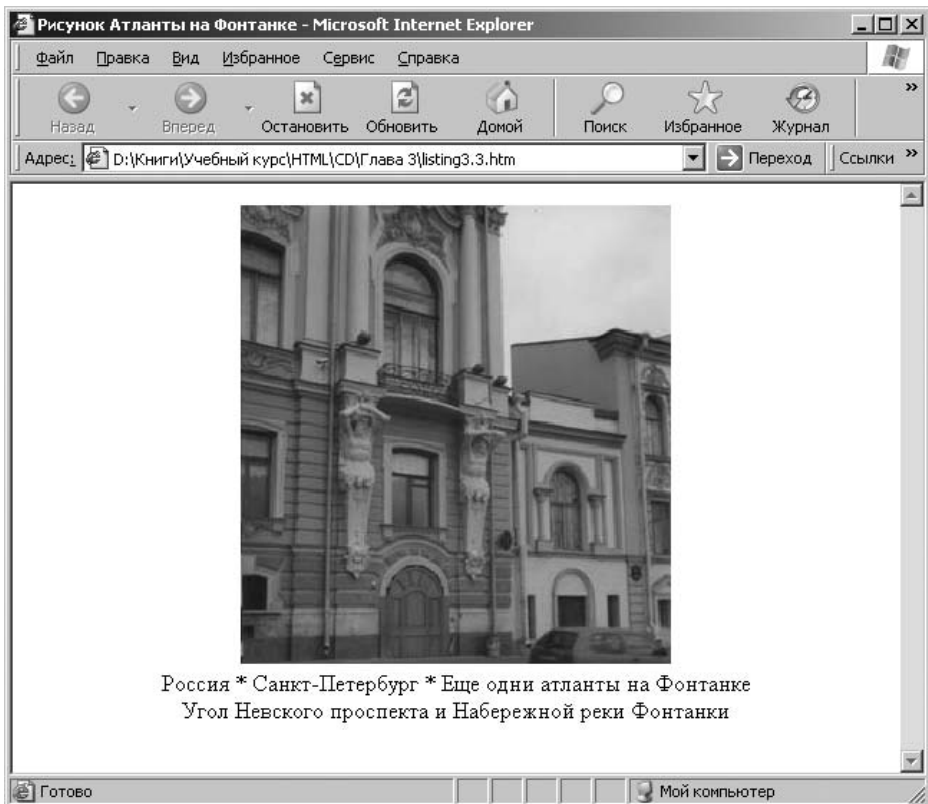 Рисунок Атланты на Фонтанке - Microsoft Internet Explorer
Файл Правка Вид Избранное Сервис Справка
Назад Вперед Остановить Обновить Домой Поиск Избранное Журнал »
Адрес: D:\Книги\Учебный курс\HTML\CD\Глава 3\listing3.3.htm Переход Ссылки »
Россия * Санкт-Петербург * Еще одни атланты на Фонтанке
Угол Невского проспекта и Набережной реки Фонтанки
Готово Мой компьютер